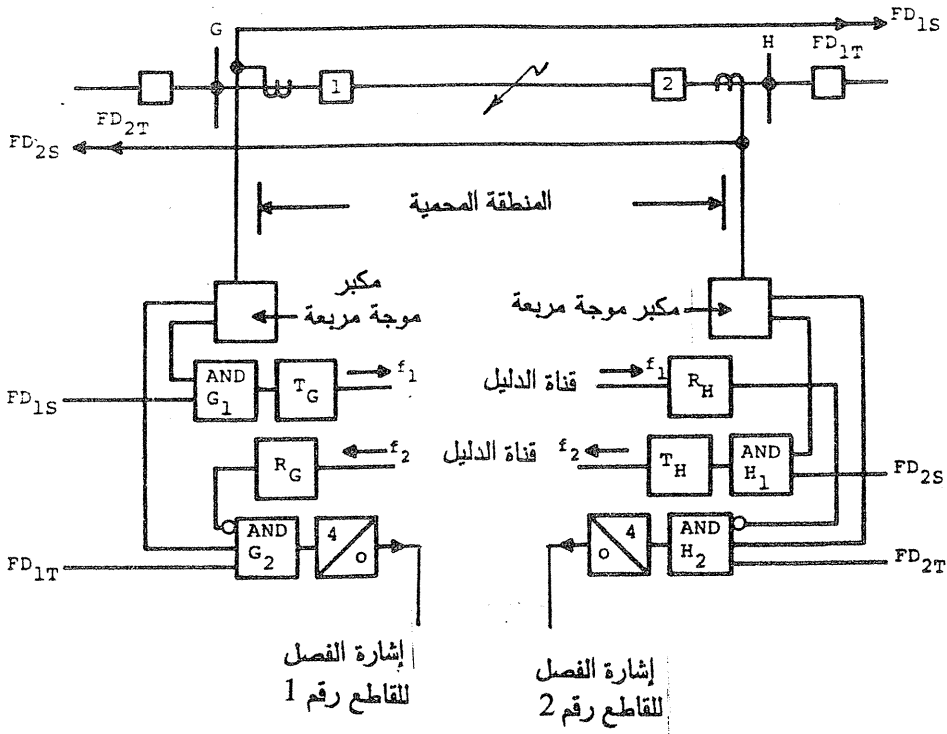 FD1S
G
H
FD1T
1
2
FD2T
FD2S
المنطقة المحمية
مكبر
موجة مربعة
مكبر موجة مربعة
AND
G1
TG
f1
قناة الدليل
f1
RH
FD1S
RG
f2
قناة الدليل
f2
TH
AND
H1
FD2S
AND
G2
4
0
4
0
AND
H2
FD1T
FD2T
إشارة الفصل
للقاطع رقم 1
إشارة الفصل
للقاطع رقم 2